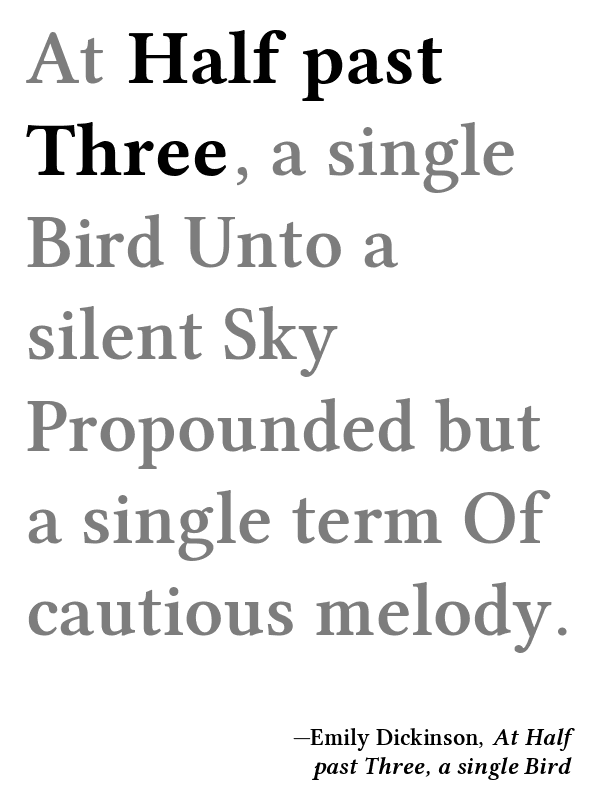 At Half past
Three, a single
Bird Unto a
silent Sky
Propounded but
a single term Of
cautious melody.
—Emily Dickinson, At Half
past Three, a single Bird